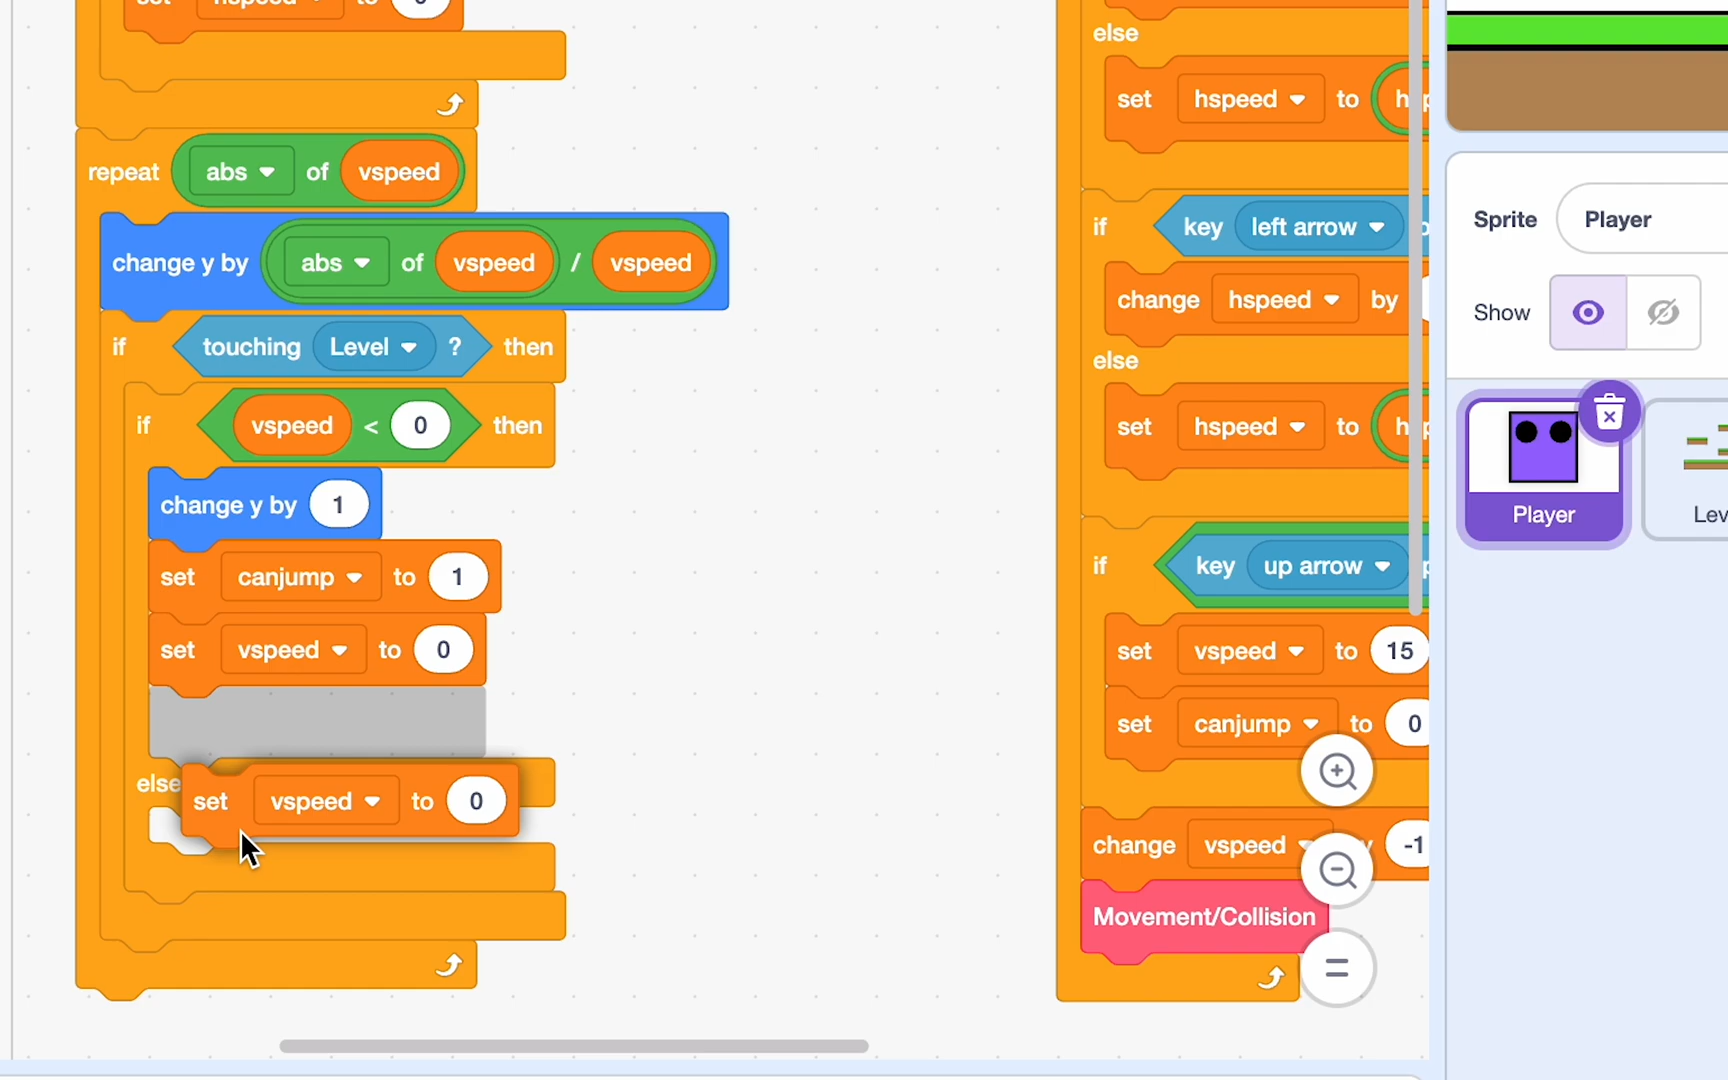 repeat abs of vspeed
change y by abs of vspeed / vspeed
if touching Level ? then
if vspeed < 0 then
change y by 1
set canjump to 1
set vspeed to 0
else
set vspeed to 0
else
set hspeed to
if key left arrow
change hspeed by
else
set hspeed to
if key up arrow
set vspeed to 15
set canjump to 0
change vspeed -1
Movement/Collision
Sprite Player
Show
Player